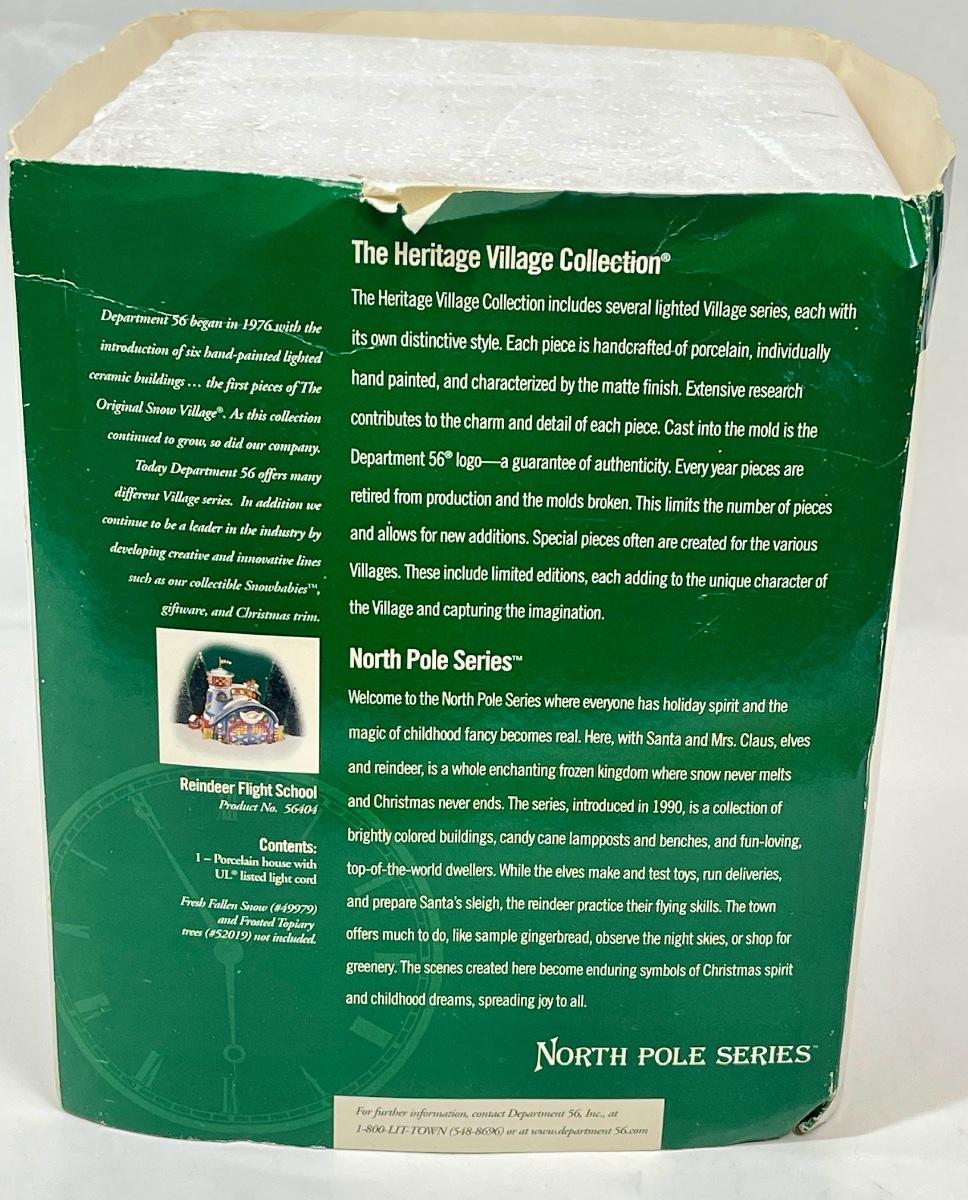 The Heritage Village Collection®
The Heritage Village Collection includes several lighted Village series, each with
its own distinctive style. Each piece is handcrafted of porcelain, individually
hand painted, and characterized by the matte finish. Extensive research
contributes to the charm and detail of each piece. Cast into the mold is the
Department 56® logo—a guarantee of authenticity. Every year pieces are
retired from production and the molds broken. This limits the number of pieces
and allows for new additions. Special pieces often are created for the various
Villages. These include limited editions, each adding to the unique character of
the Village and capturing the imagination.
Department 56 began in 1976 with the
introduction of six hand-painted lighted
ceramic buildings ... the first pieces of The
Original Snow Village®. As this collection
continued to grow, so did our company.
Today Department 56 offers many
different Village series. In addition we
continue to be a leader in the industry by
developing creative and innovative lines
such as our collectible Snowbabies™,
giftware, and Christmas trim.
Reindeer Flight School
Product No. 56404
Contents:
1 – Porcelain house with
UL® listed light cord
Fresh Fallen Snow (#49979)
and Frosted Topiary
trees (#52019) not included.
North Pole Series™
Welcome to the North Pole Series where everyone has holiday spirit and the
magic of childhood fancy becomes real. Here, with Santa and Mrs. Claus, elves
and reindeer, is a whole enchanting frozen kingdom where snow never melts
and Christmas never ends. The series, introduced in 1990, is a collection of
brightly colored buildings, candy cane lampposts and benches, and fun-loving,
top-of-the-world dwellers. While the elves make and test toys, run deliveries,
and prepare Santa's sleigh, the reindeer practice their flying skills. The town
offers much to do, like sample gingerbread, observe the night skies, or shop for
greenery. The scenes created here become enduring symbols of Christmas spirit
and childhood dreams, spreading joy to all.
NORTH POLE SERIES™
For further information, contact Department 56, Inc., at
1-800-LIT-TOWN (548-8696) or at www.department 56.com